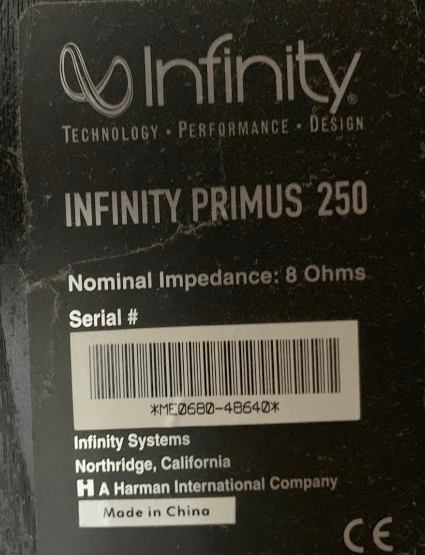 Infinity®
TECHNOLOGY • PERFORMANCE • DESIGN
INFINITY PRIMUS™ 250
Nominal Impedance: 8 Ohms
Serial #
*ME0680-48640*
Infinity Systems
Northridge, California
H A Harman International Company
Made in China
CE